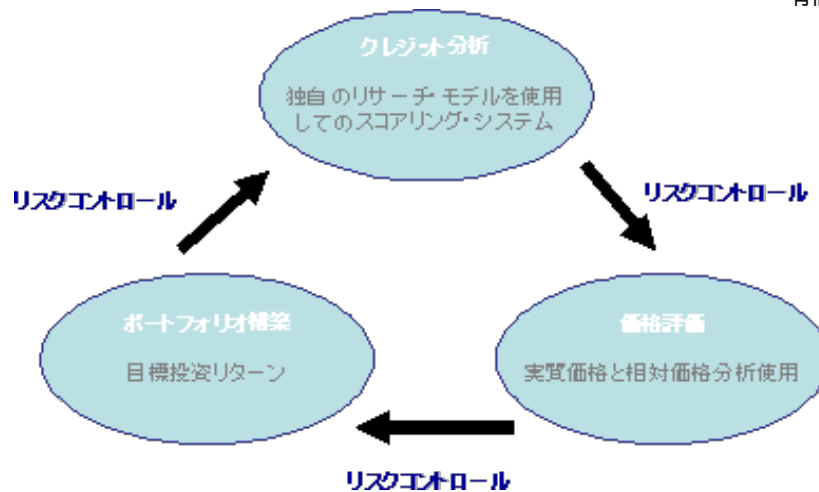 クレジット分析
独自のリサーチ・モデルを使用
してのスコアリング・システム
リスクコントロール
リスクコントロール
ポートフォリオ構築
目標投資リターン
価格評価
実質価格と相対価格分析使用
リスクコントロール